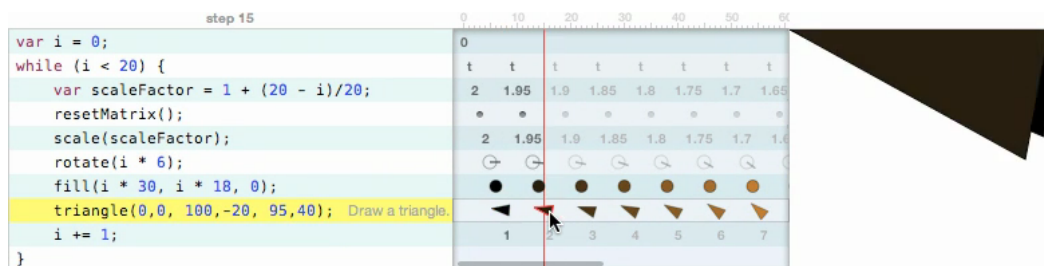 step 15
0 10 20 30 40 50 60
var i = 0; 0
while (i < 20) { t t t t t t t t
var scaleFactor = 1 + (20 - i)/20; 2 1.95 1.9 1.85 1.8 1.75 1.7 1.65
resetMatrix();
scale(scaleFactor); 2 1.95 1.9 1.85 1.8 1.75 1.7
rotate(i * 6);
fill(i * 30, i * 18, 0);
triangle(0,0, 100,-20, 95,40); Draw a triangle.
i += 1; 1 2 3 4 5 6 7
}